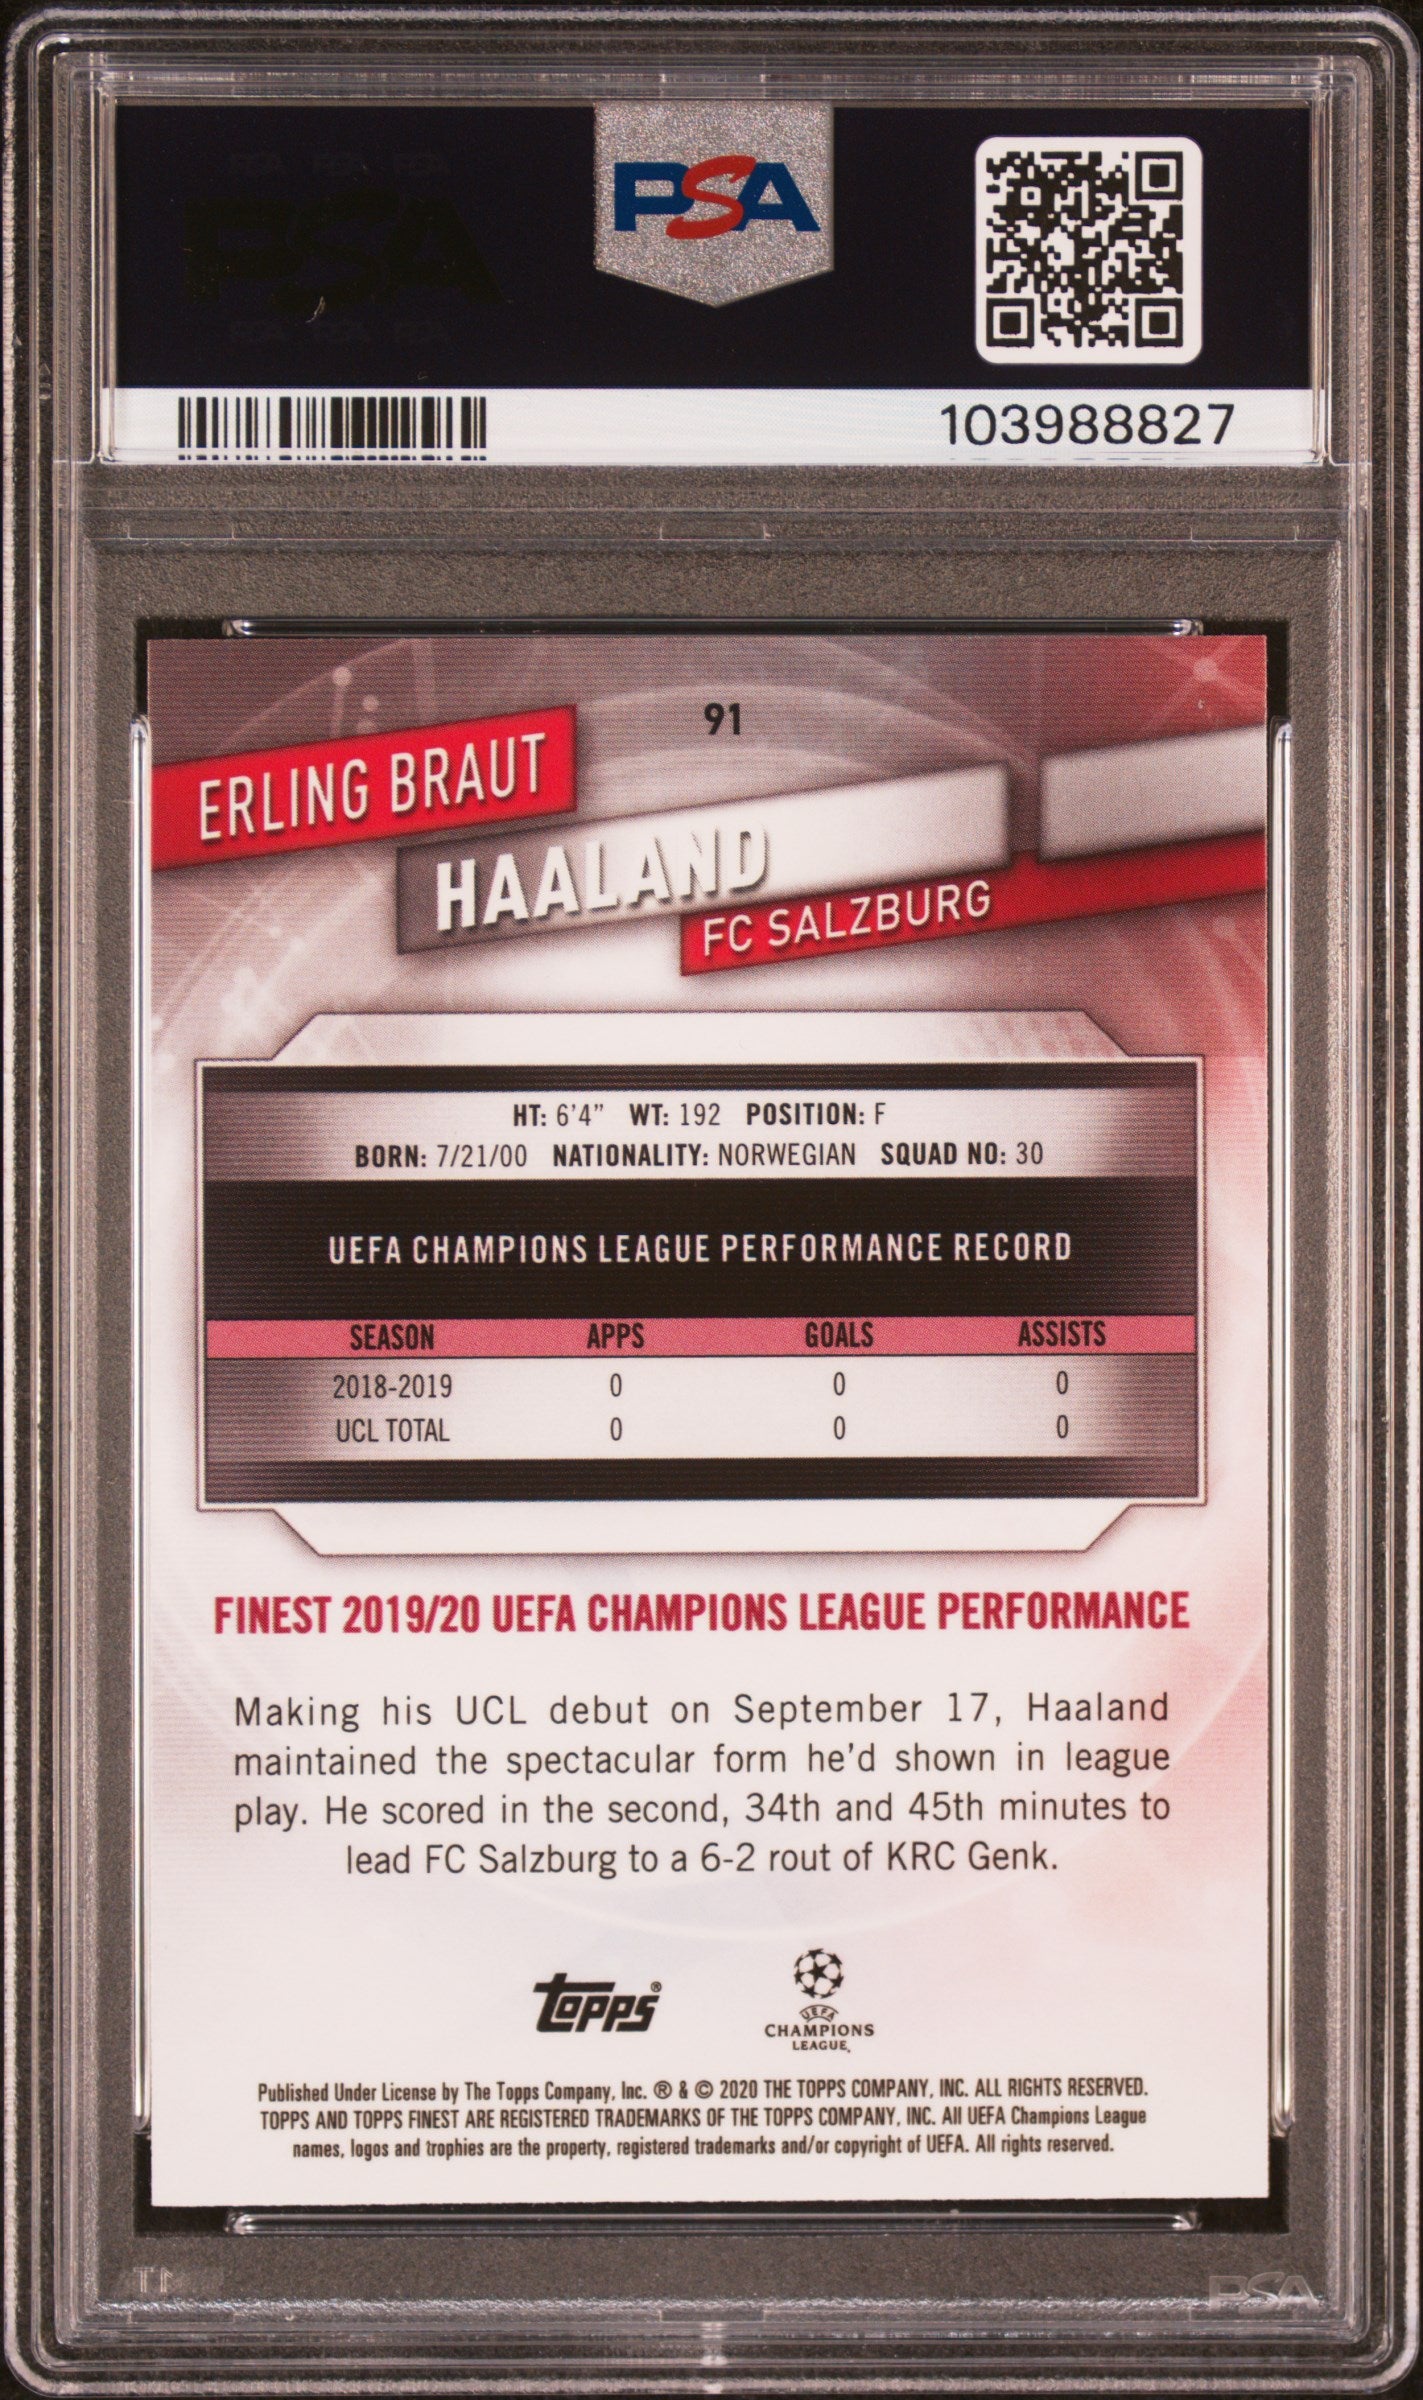 PSA
103988827
91
ERLING BRAUT
HAALAND
FC SALZBURG
HT: 6'4" WT: 192 POSITION: F
BORN: 7/21/00 NATIONALITY: NORWEGIAN SQUAD NO: 30
UEFA CHAMPIONS LEAGUE PERFORMANCE RECORD
SEASON APPS GOALS ASSISTS
2018-2019 0 0 0
UCL TOTAL 0 0 0
FINEST 2019/20 UEFA CHAMPIONS LEAGUE PERFORMANCE
Making his UCL debut on September 17, Haaland
maintained the spectacular form he'd shown in league
play. He scored in the second, 34th and 45th minutes to
lead FC Salzburg to a 6-2 rout of KRC Genk.
Topps®
UEFA
CHAMPIONS
LEAGUE
Published Under License by The Topps Company, Inc. ® & © 2020 THE TOPPS COMPANY, INC. ALL RIGHTS RESERVED.
TOPPS AND TOPPS FINEST ARE REGISTERED TRADEMARKS OF THE TOPPS COMPANY, INC. All UEFA Champions League
names, logos and trophies are the property, registered trademarks and/or copyright of UEFA. All rights reserved.
PSA